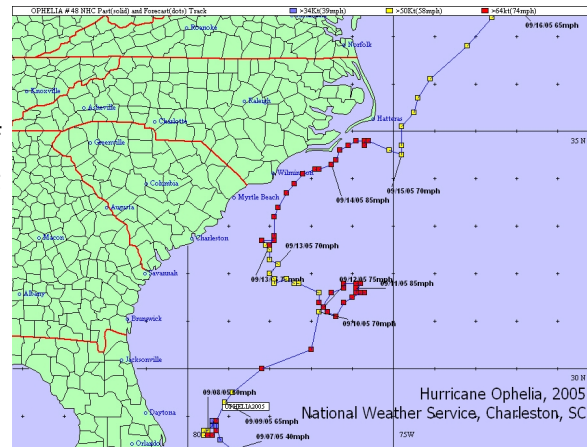 OPHELIA # 48 NHC Past(solid) and Forecast(dots) Track
>34Kt(39mph) >50Kt(58mph) >64kt(74mph)
Roanoke
Norfolk
09/16/05 65mph
Knoxville
Asheville
Raleigh
Charlotte
Hatteras
Greenville
35 N
Columbia
Wilmington
09/15/05 70mph
Myrtle Beach
09/14/05 85mph
Augusta
Macon
Charleston
09/13/05 70mph
Savannah
09/12/05 75mph
09/11/05 85mph
Albany
Brunswick
09/10/05 70mph
Jacksonville
30 N
OPHELIA2005
Hurricane Ophelia, 2005
Daytona
09/09/05 65mph
National Weather Service, Charleston, SC
Orlando
80
09/07/05 40mph
75W